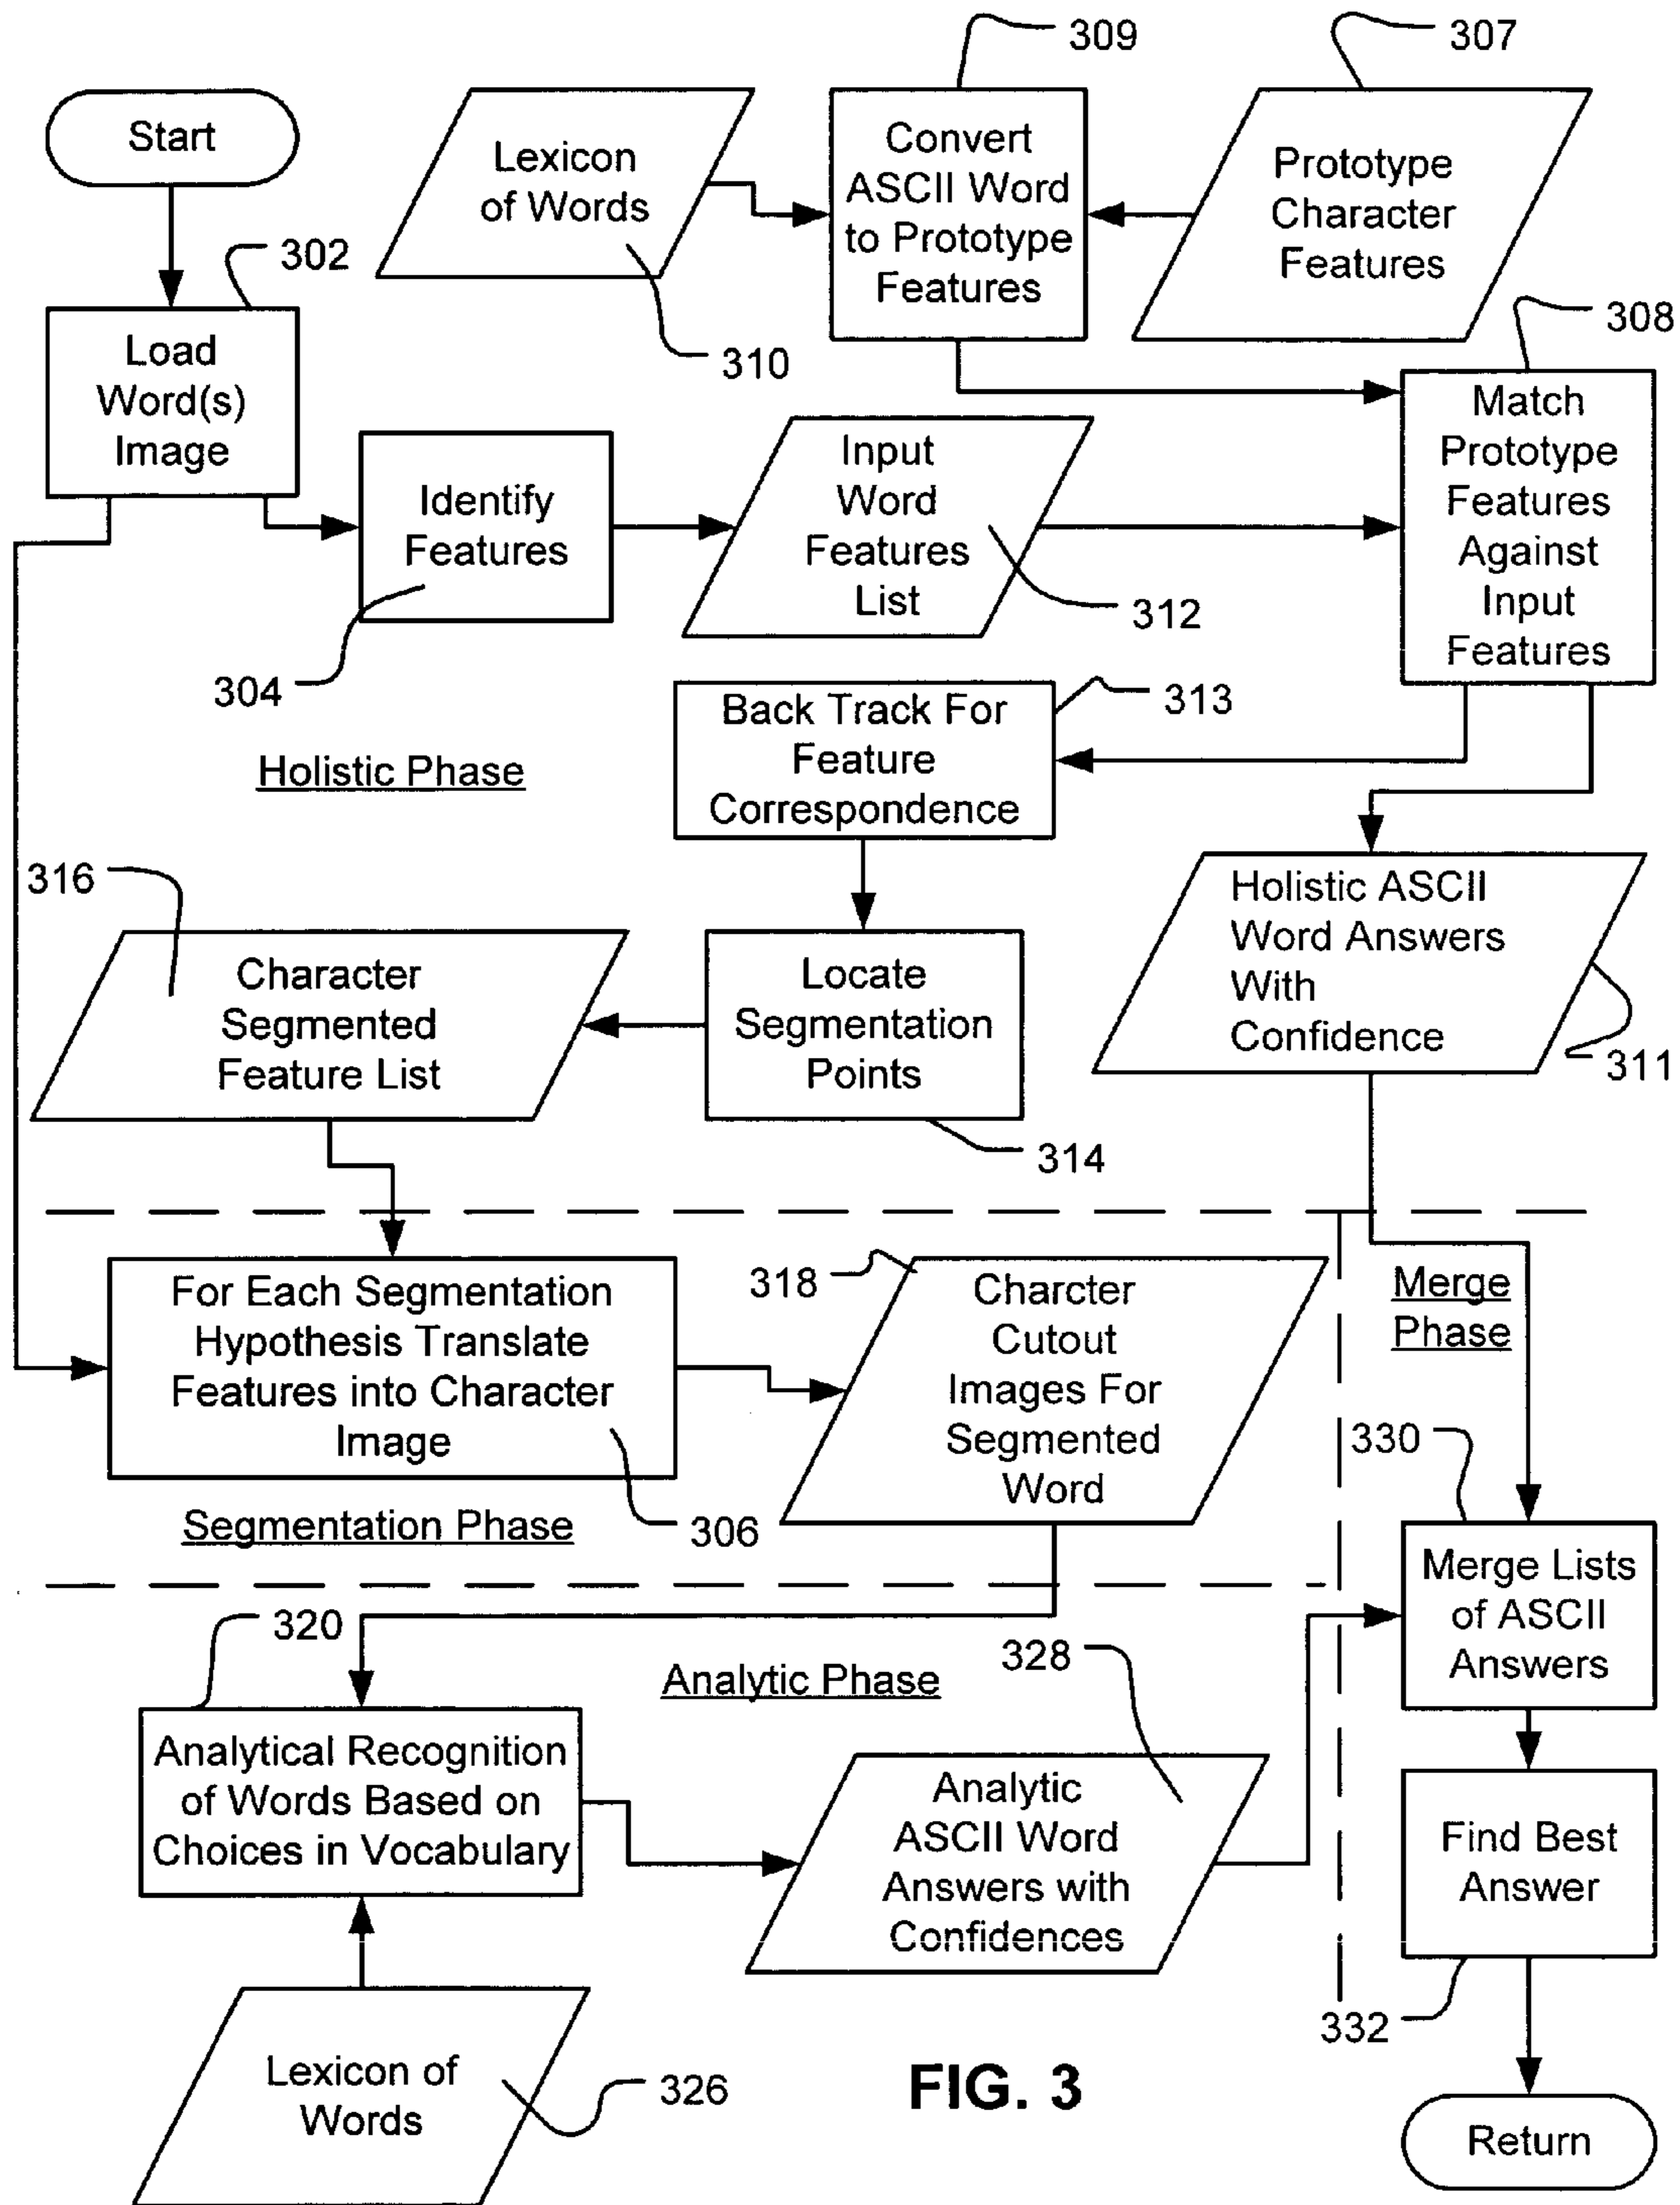 309
307
Start
Lexicon
of Words
Convert
ASCII Word
to Prototype
Features
Prototype
Character
Features
302
310
308
Load
Word(s)
Image
Identify
Features
304
Input
Word
Features
List
312
Match
Prototype
Features
Against
Input
Features
Back Track For
Feature
Correspondence
313
Holistic Phase
316
Character
Segmented
Feature List
Locate
Segmentation
Points
314
Holistic ASCII
Word Answers
With
Confidence
311
For Each Segmentation
Hypothesis Translate
Features into Character
Image
306
Segmentation Phase
318
Charcter
Cutout
Images For
Segmented
Word
Merge
Phase
330
Merge Lists
of ASCII
Answers
320
Analytic Phase
328
Analytical Recognition
of Words Based on
Choices in Vocabulary
Analytic
ASCII Word
Answers with
Confidences
Find Best
Answer
332
Lexicon of
Words
326
FIG. 3
Return